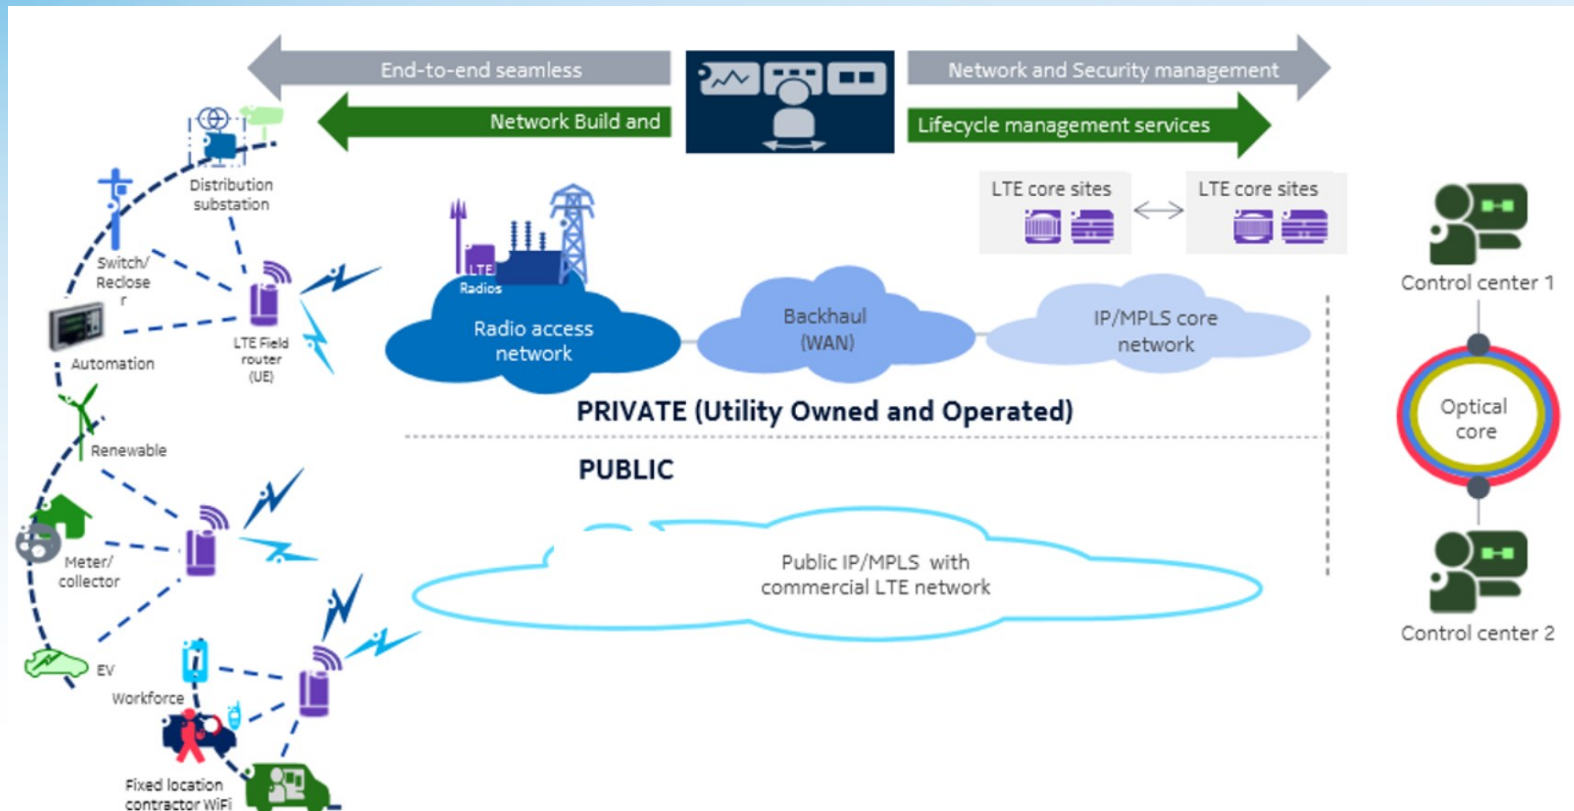 End-to-end seamless
Network and Security management
Network Build and
Lifecycle management services
Distribution
substation
Switch/
Reclose
r
Automation
LTE Field
router
(UE)
Renewable
Meter/
collector
EV
Workforce
Fixed location
contractor WiFi
LTE
Radios
Radio access
network
Backhaul
(WAN)
IP/MPLS core
network
LTE core sites
LTE core sites
PRIVATE (Utility Owned and Operated)
PUBLIC
Public IP/MPLS with
commercial LTE network
Control center 1
Optical
core
Control center 2